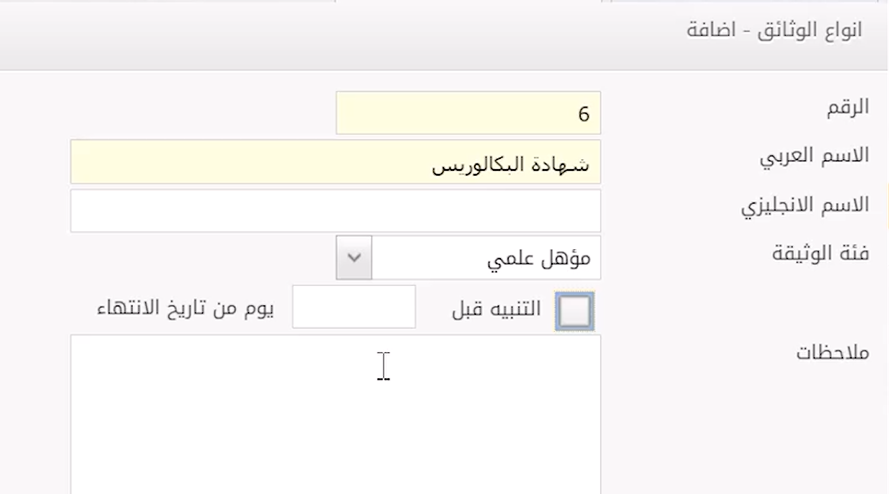 انواع الوثائق - اضافة
الرقم 6
الاسم العربي شهادة البكالوريس
الاسم الانجليزي
فئة الوثيقة مؤهل علمي
التنبيه قبل يوم من تاريخ الانتهاء
ملاحظات